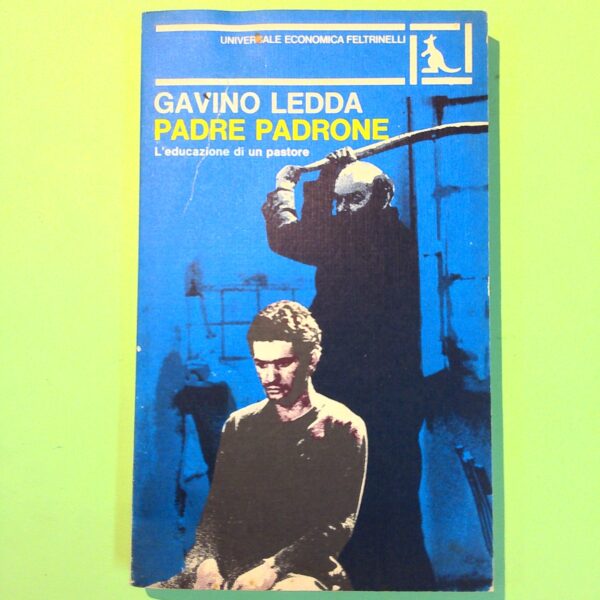 UNIVERSALE ECONOMICA FELTRINELLI
GAVINO LEDDA
PADRE PADRONE
L'educazione di un pastore